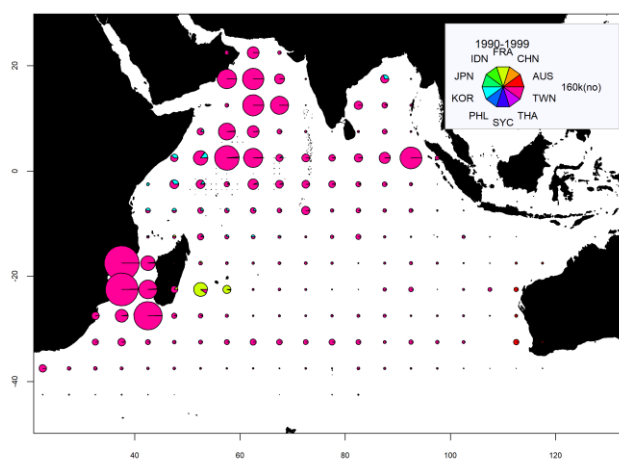 1990-1999
FRA
IDN CHN
JPN AUS
KOR TWN
PHL THA
SYC
160k(no)
20
0
-20
-40
40 60 80 100 120